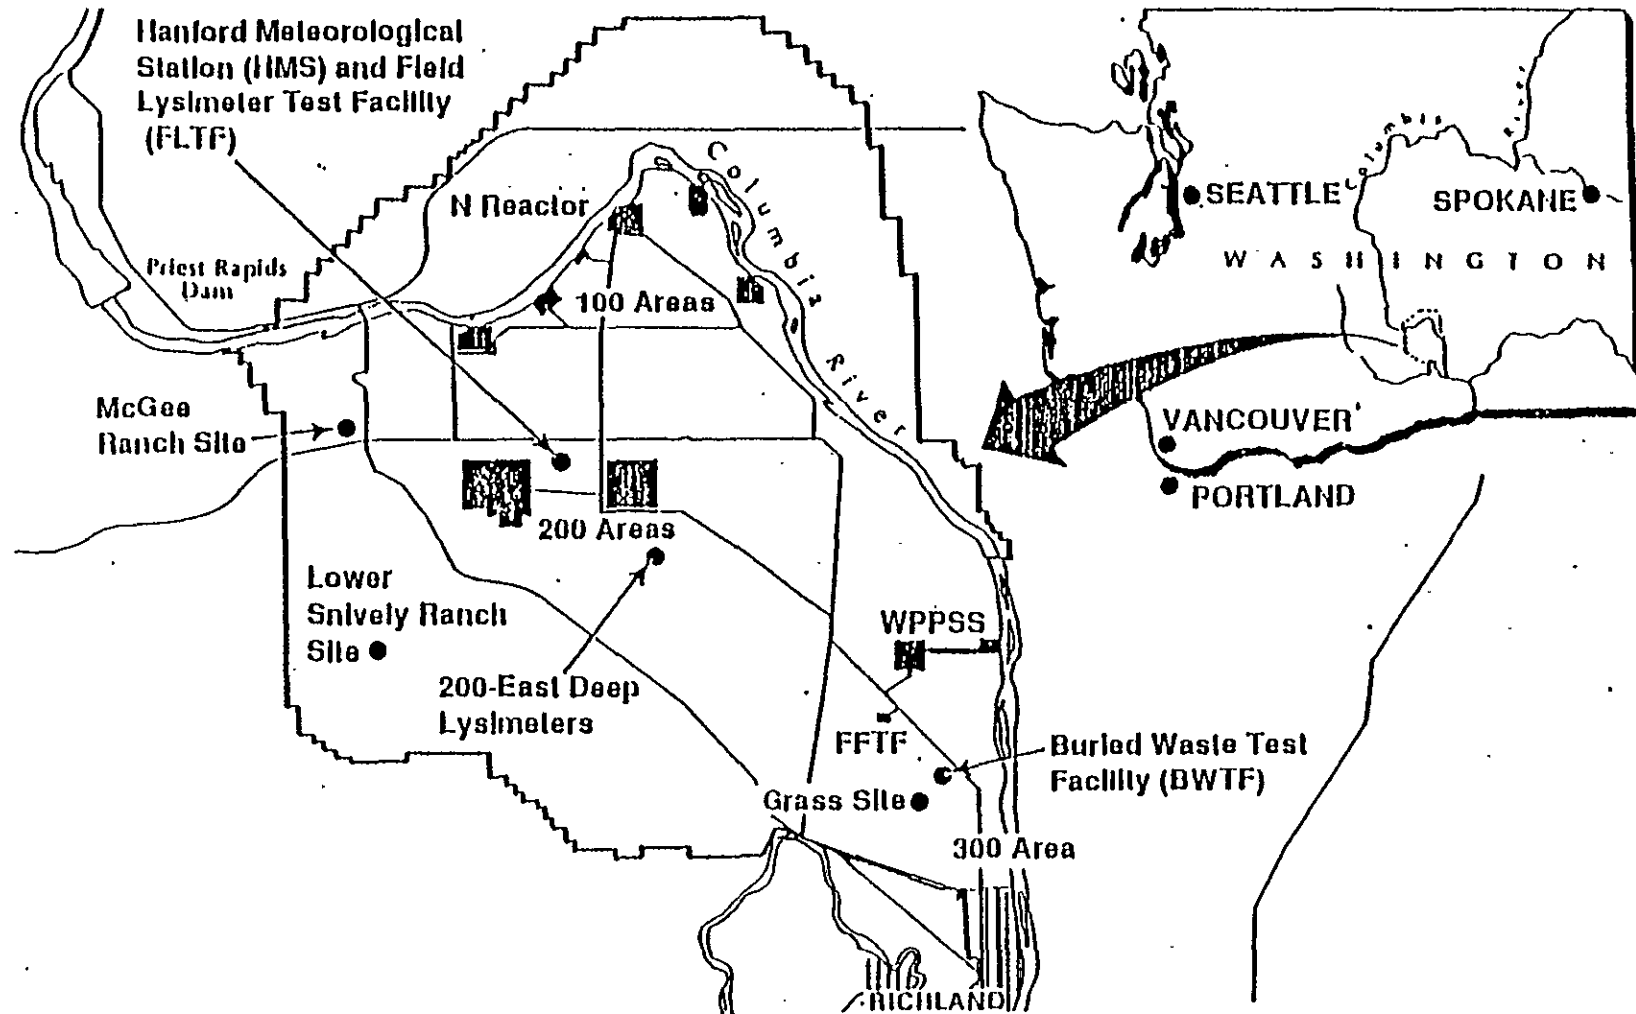 Hanford Meteorological
Station (HMS) and Field
Lysimeter Test Facility
(FLTF)
N Reactor
Columbia
River
Priest Rapids
Dam
100 Areas
McGee
Ranch Site
200 Areas
Lower
Snively Ranch
Site
200-East Deep
Lysimeters
WPPSS
FFTF
Buried Waste Test
Facility (BWTF)
Grass Site
300 Area
RICHLAND
Columbia
River
SEATTLE
SPOKANE
WASHINGTON
VANCOUVER
PORTLAND